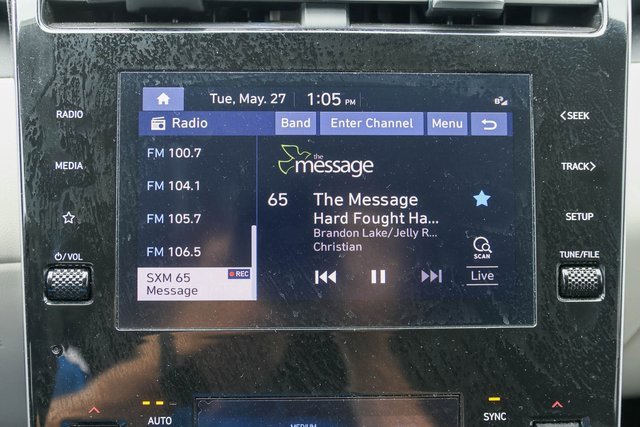 RADIO
MEDIA
⏻/VOL
Tue, May. 27 1:05 PM
Radio Band Enter Channel Menu
FM 100.7
FM 104.1
FM 105.7
FM 106.5
SXM 65 REC
Message
the
message
65 The Message
Hard Fought Ha...
Brandon Lake/Jelly R...
Christian
SCAN
Live
<SEEK
TRACK>
SETUP
TUNE/FILE
AUTO
MEDIUM
SYNC